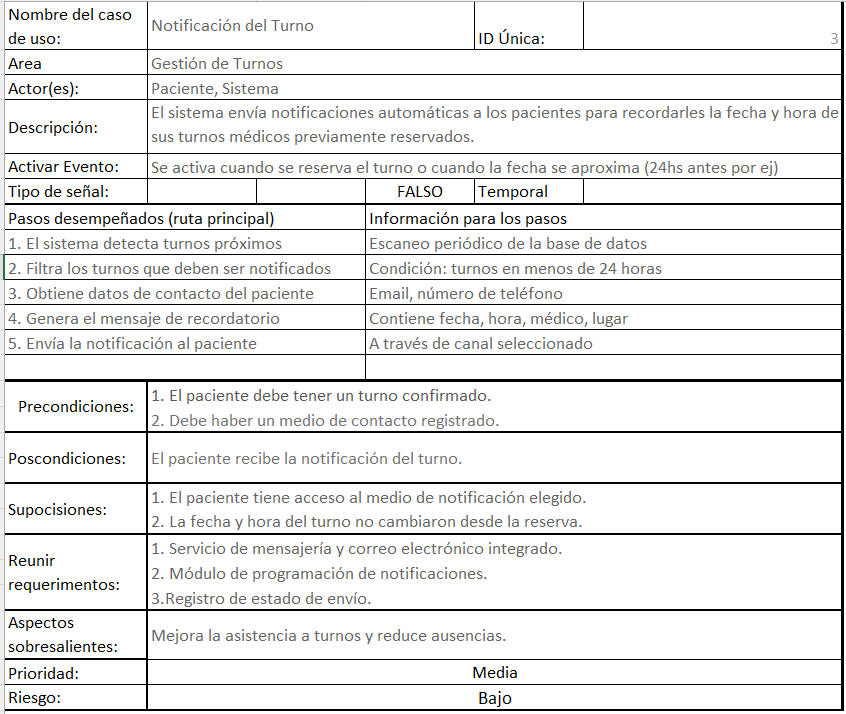 Nombre del caso de uso: Notificación del Turno ID Única: 3
Area Gestión de Turnos
Actor(es): Paciente, Sistema
Descripción: El sistema envía notificaciones automáticas a los pacientes para recordarles la fecha y hora de
sus turnos médicos previamente reservados.
Activar Evento: Se activa cuando se reserva el turno o cuando la fecha se aproxima (24hs antes por ej)
Tipo de señal: FALSO Temporal
Pasos desempeñados (ruta principal) Información para los pasos
1. El sistema detecta turnos próximos Escaneo periódico de la base de datos
2. Filtra los turnos que deben ser notificados Condición: turnos en menos de 24 horas
3. Obtiene datos de contacto del paciente Email, número de teléfono
4. Genera el mensaje de recordatorio Contiene fecha, hora, médico, lugar
5. Envía la notificación al paciente A través de canal seleccionado
Precondiciones: 1. El paciente debe tener un turno confirmado.
2. Debe haber un medio de contacto registrado.
Poscondiciones: El paciente recibe la notificación del turno.
Supocisiones: 1. El paciente tiene acceso al medio de notificación elegido.
2. La fecha y hora del turno no cambiaron desde la reserva.
Reunir requerimentos: 1. Servicio de mensajería y correo electrónico integrado.
2. Módulo de programación de notificaciones.
3.Registro de estado de envío.
Aspectos sobresalientes: Mejora la asistencia a turnos y reduce ausencias.
Prioridad: Media
Riesgo: Bajo